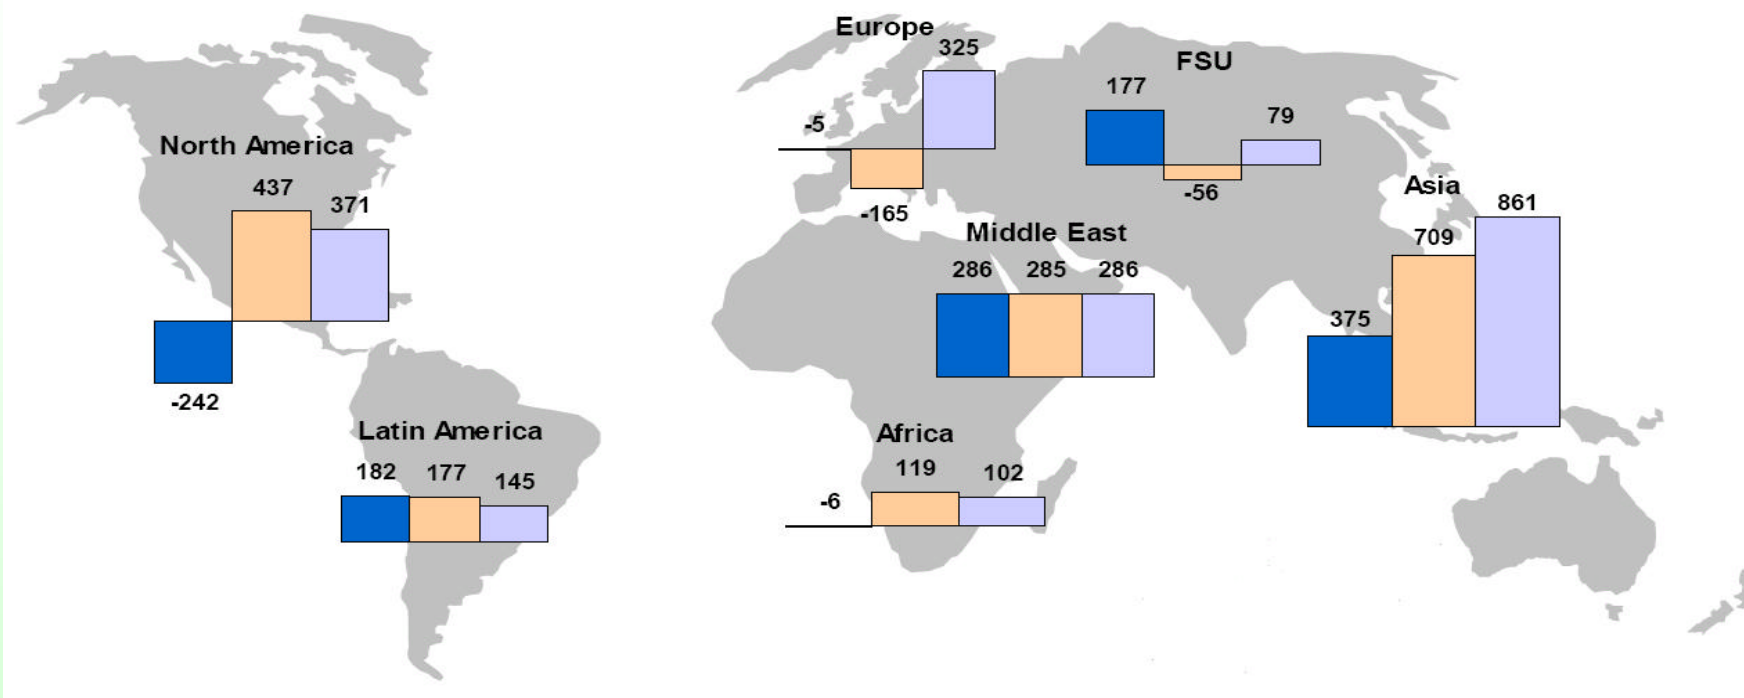 Europe
325
-5
-165
FSU
177
79
-56
North America
437
371
-242
Asia
861
709
375
Middle East
286 285 286
Latin America
182 177 145
Africa
119 102
-6